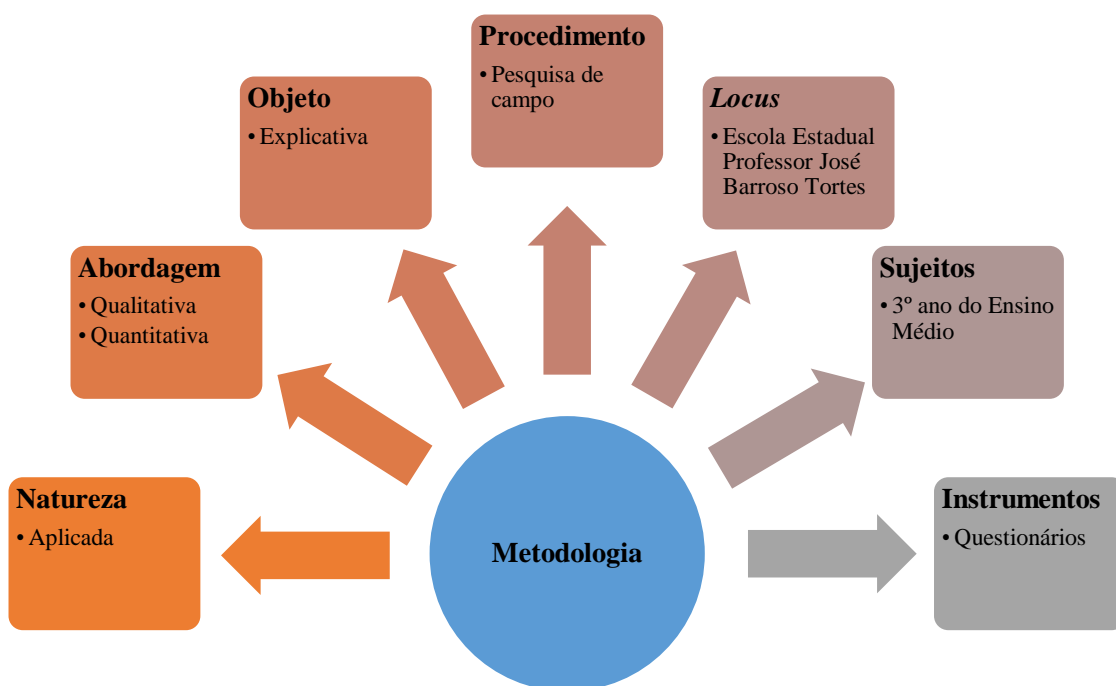 Procedimento
• Pesquisa de
campo
Objeto
• Explicativa
Locus
• Escola Estadual
Professor José
Barroso Tortes
Abordagem
• Qualitativa
• Quantitativa
Sujeitos
• 3º ano do Ensino
Médio
Natureza
• Aplicada
Instrumentos
• Questionários
Metodologia